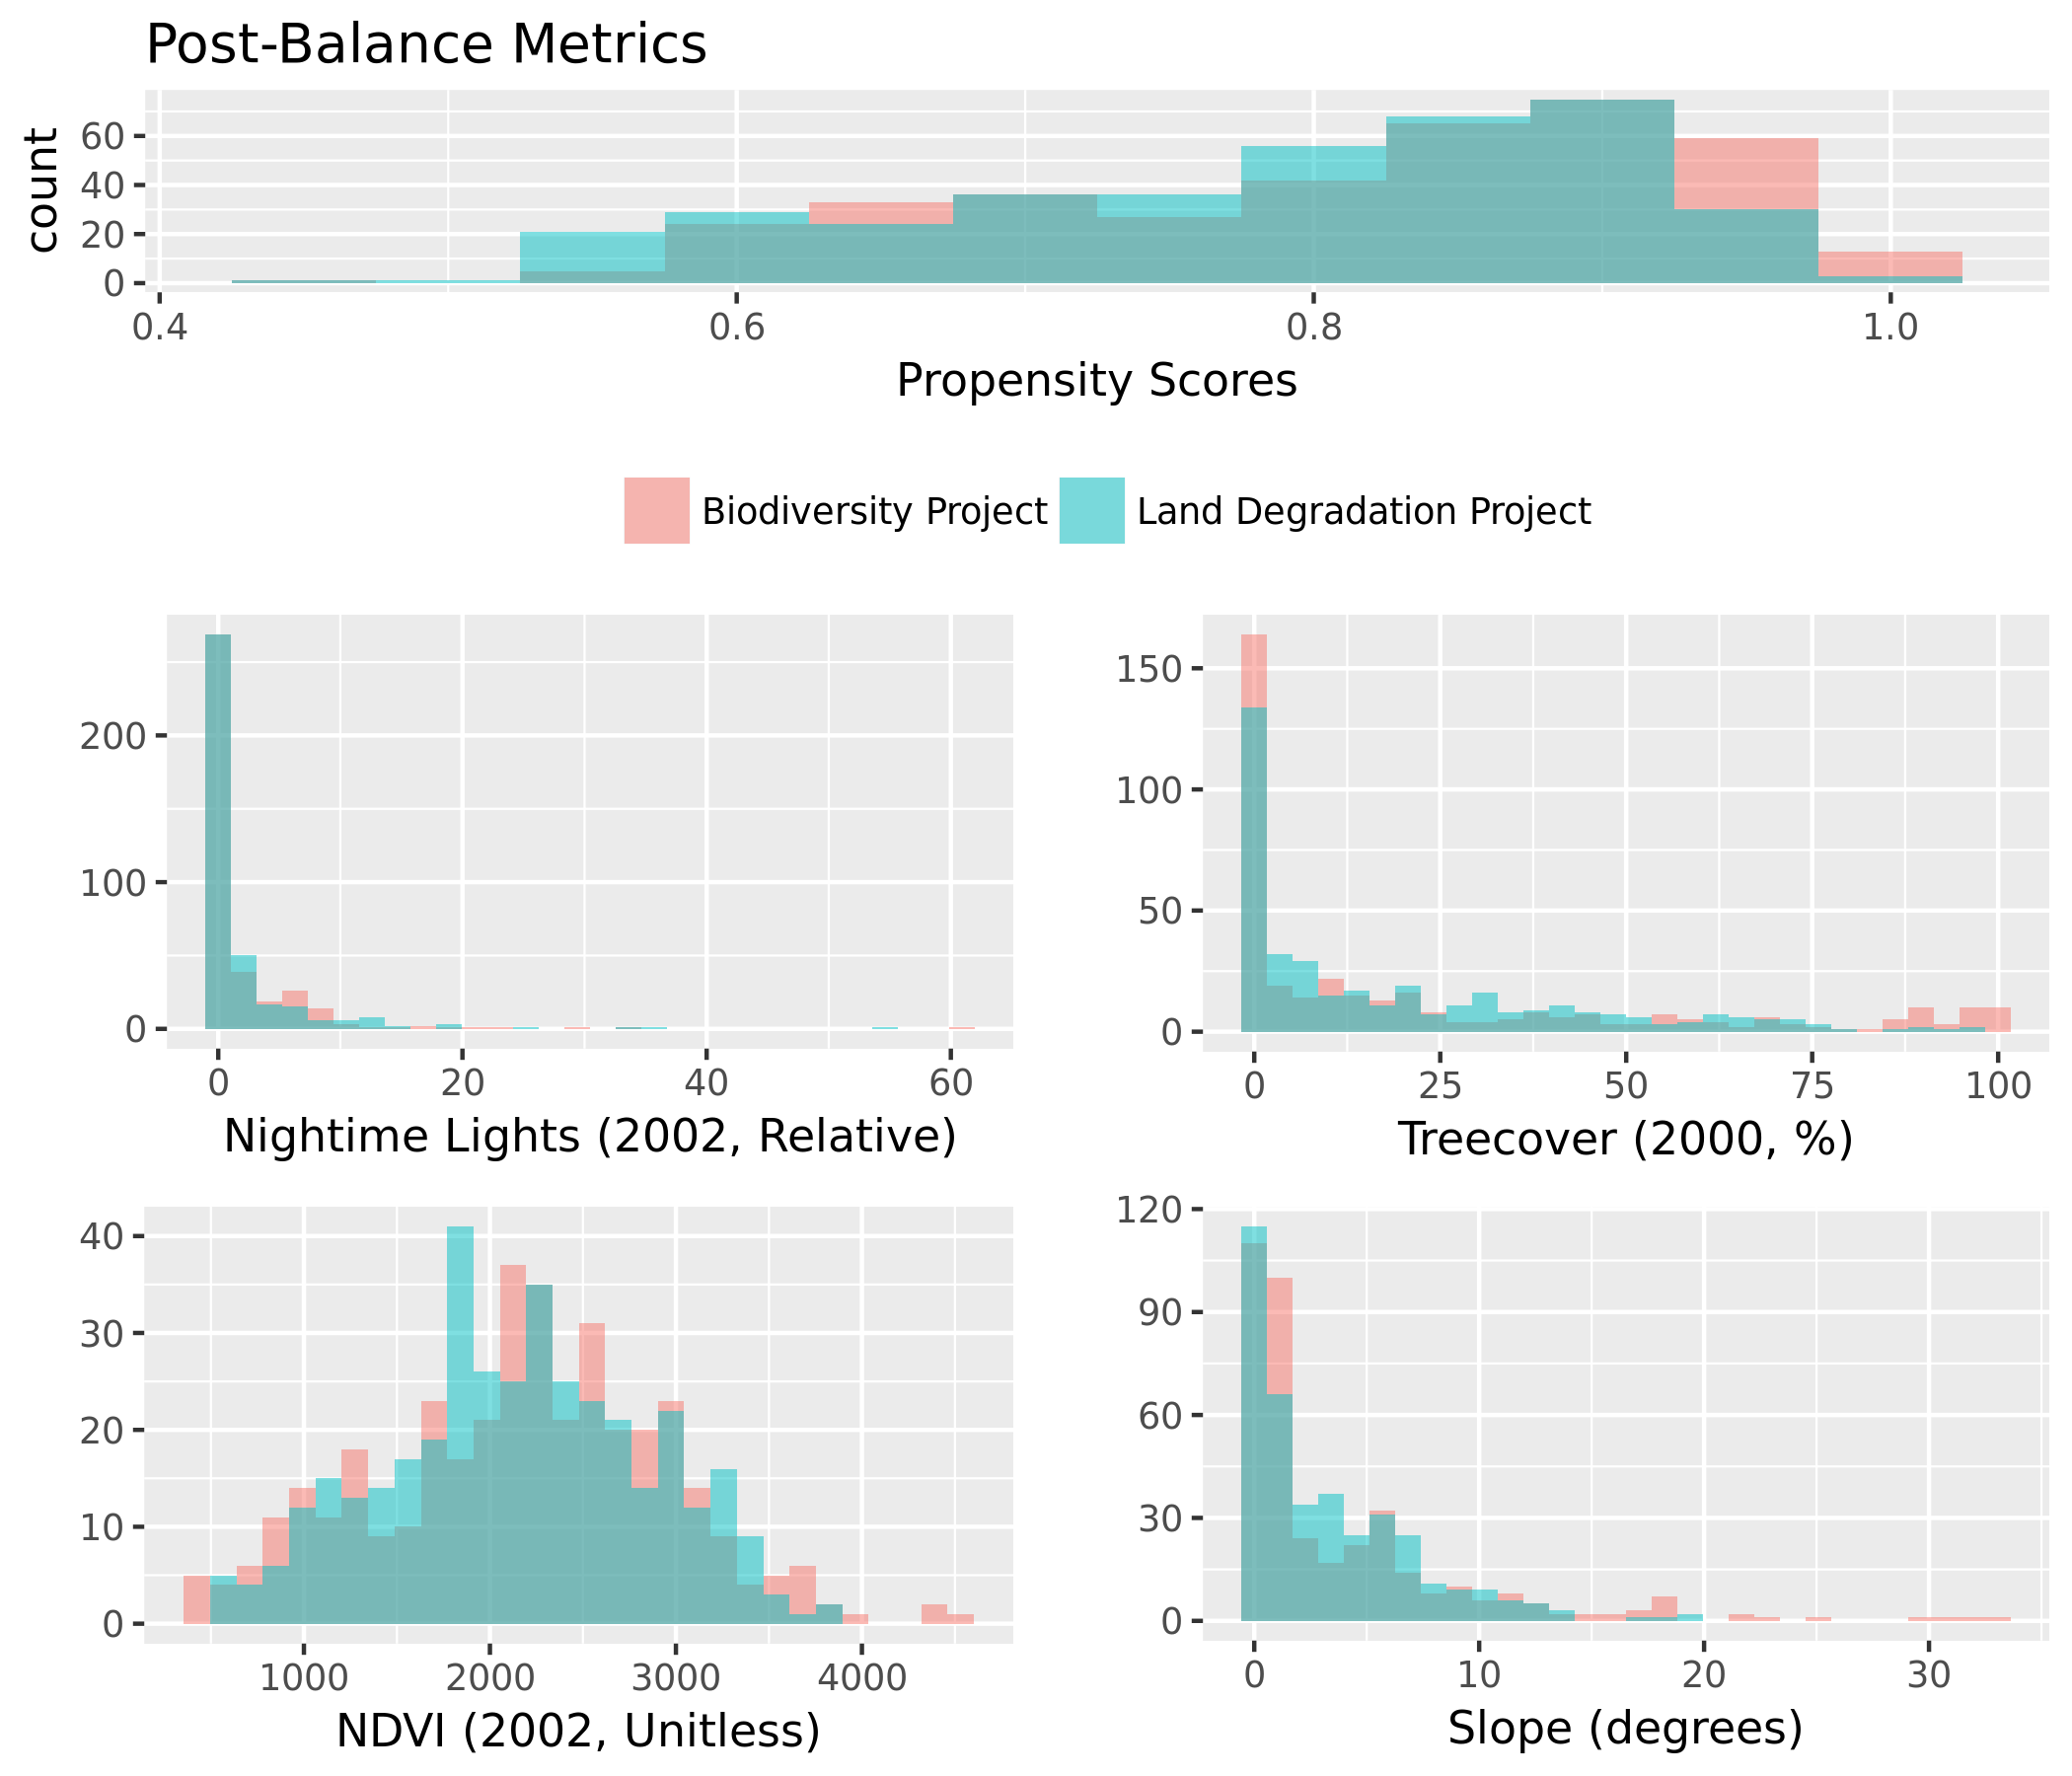 Post-Balance Metrics
count
60
40
20
0
0.4 0.6 0.8 1.0
Propensity Scores
Biodiversity Project Land Degradation Project
200
100
0
0 20 40 60
Nightime Lights (2002, Relative)
150
100
50
0
0 25 50 75 100
Treecover (2000, %)
40
30
20
10
0
1000 2000 3000 4000
NDVI (2002, Unitless)
120
90
60
30
0
0 10 20 30
Slope (degrees)